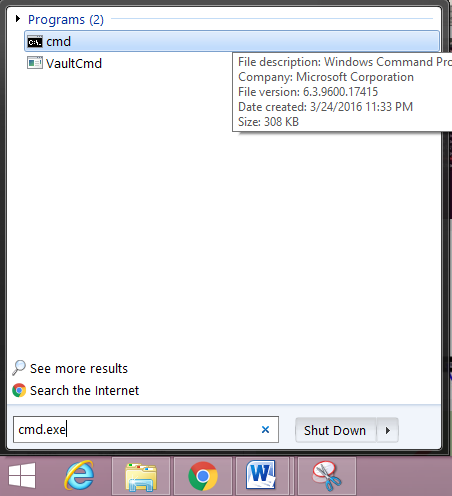 Programs (2)
cmd
VaultCmd
File description: Windows Command Pro
Company: Microsoft Corporation
File version: 6.3.9600.17415
Date created: 3/24/2016 11:33 PM
Size: 308 KB
See more results
Search the Internet
cmd.exe
Shut Down